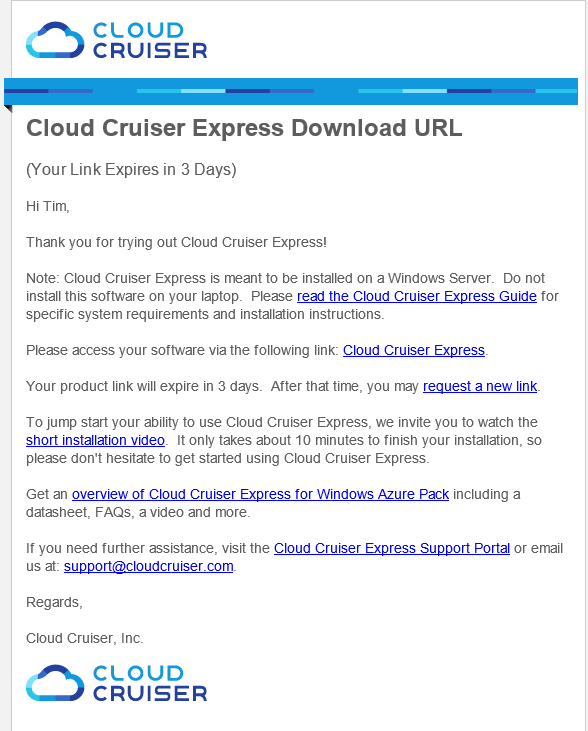 CLOUD
CRUISER
Cloud Cruiser Express Download URL
(Your Link Expires in 3 Days)
Hi Tim,
Thank you for trying out Cloud Cruiser Express!
Note: Cloud Cruiser Express is meant to be installed on a Windows Server.  Do not
install this software on your laptop.  Please read the Cloud Cruiser Express Guide for
specific system requirements and installation instructions.
Please access your software via the following link: Cloud Cruiser Express.
Your product link will expire in 3 days.  After that time, you may request a new link.
To jump start your ability to use Cloud Cruiser Express, we invite you to watch the
short installation video.  It only takes about 10 minutes to finish your installation, so
please don't hesitate to get started using Cloud Cruiser Express.
Get an overview of Cloud Cruiser Express for Windows Azure Pack including a
datasheet, FAQs, a video and more.
If you need further assistance, visit the Cloud Cruiser Express Support Portal or email
us at: support@cloudcruiser.com.
Regards,
Cloud Cruiser, Inc.
CLOUD
CRUISER